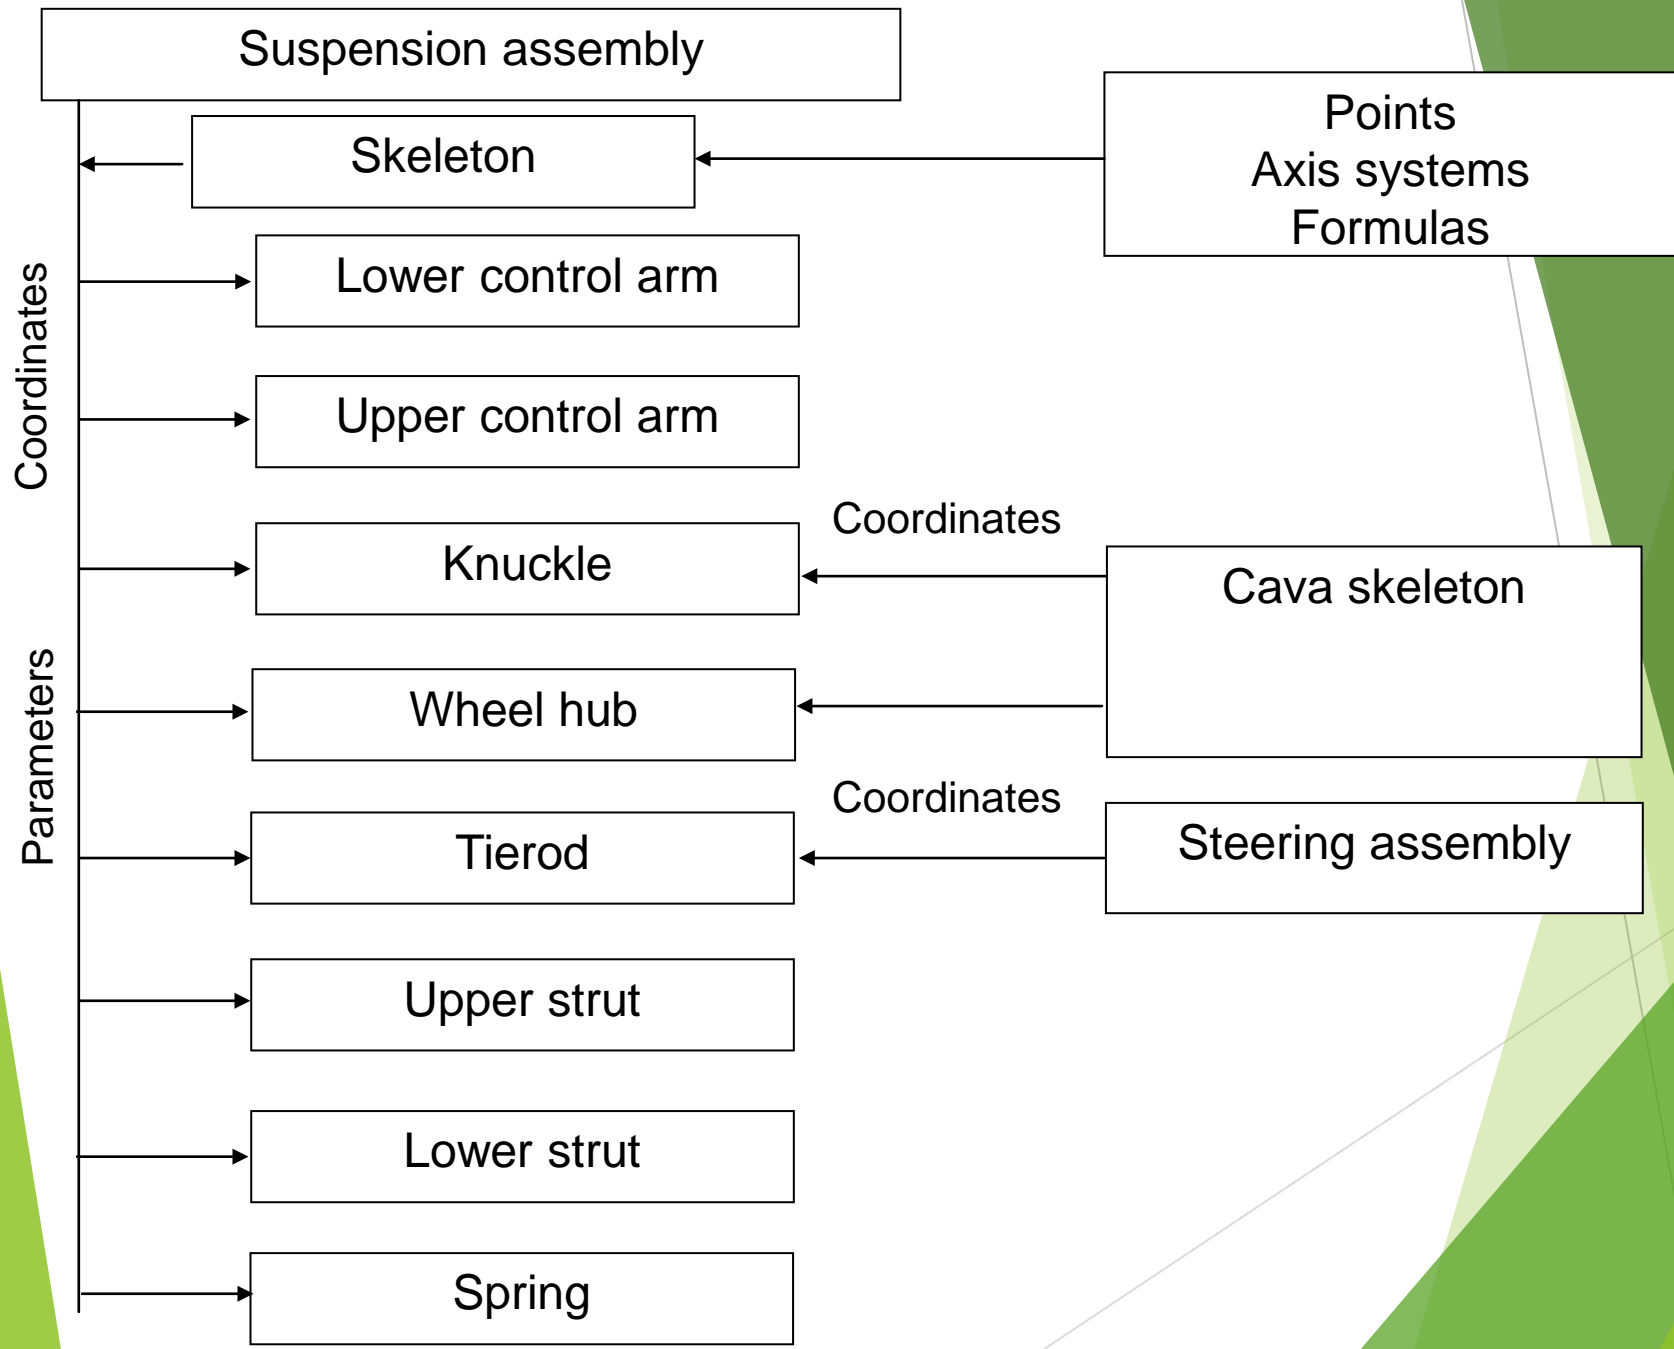 Suspension assembly
Points
Axis systems
Formulas
Skeleton
Lower control arm
Coordinates
Upper control arm
Coordinates
Knuckle
Cava skeleton
Wheel hub
Parameters
Coordinates
Tierod
Steering assembly
Upper strut
Lower strut
Spring